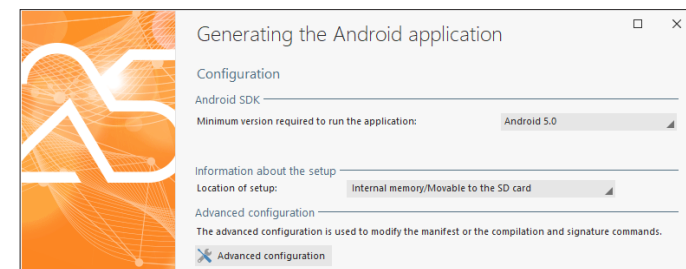 Generating the Android application
Configuration
Android SDK
Minimum version required to run the application: Android 5.0
Information about the setup
Location of setup: Internal memory/Movable to the SD card
Advanced configuration
The advanced configuration is used to modify the manifest or the compilation and signature commands.
Advanced configuration